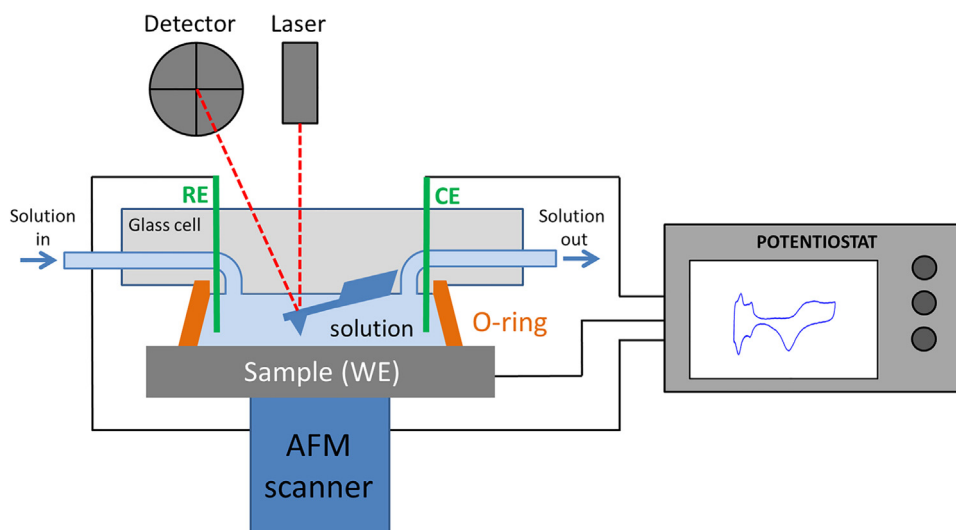 Detector
Laser
RE
CE
Solution
in
Glass cell
Solution
out
POTENTIOSTAT
solution
O-ring
Sample (WE)
AFM
scanner